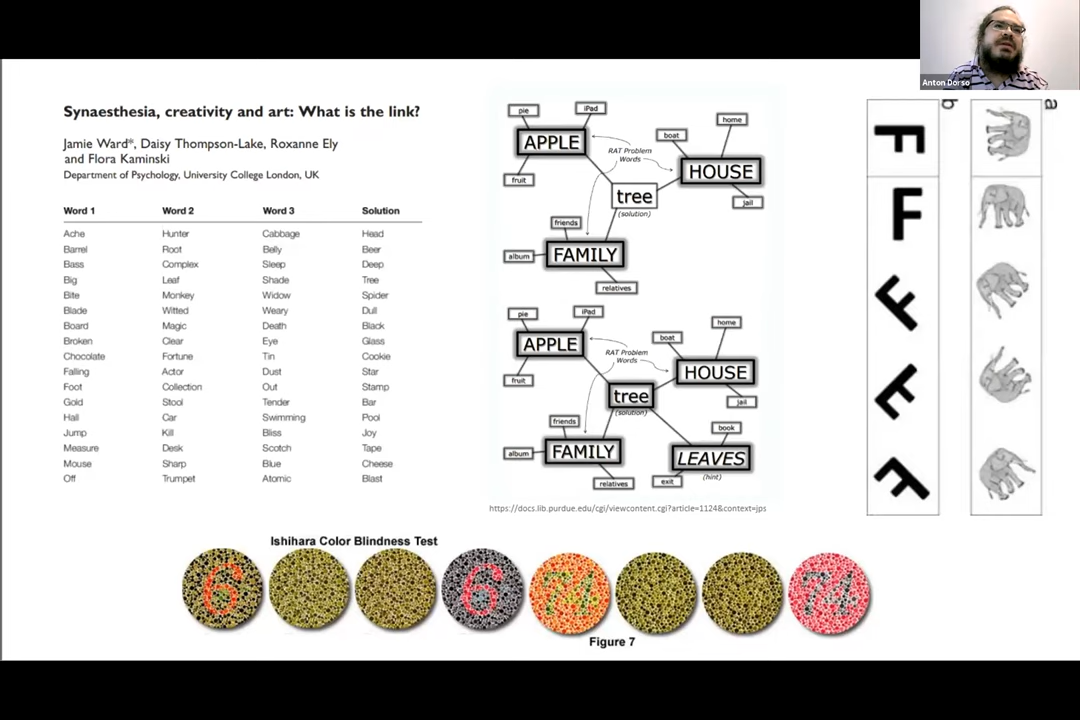 Anton Dorso
Synaesthesia, creativity and art: What is the link?
Jamie Ward*, Daisy Thompson-Lake, Roxanne Ely
and Flora Kaminski
Department of Psychology, University College London, UK
Word 1 Word 2 Word 3 Solution
Ache Hunter Cabbage Head
Barrel Root Belly Beer
Bass Complex Sleep Deep
Big Leaf Shade Tree
Bite Monkey Widow Spider
Blade Witted Weary Dull
Board Magic Death Black
Broken Clear Eye Glass
Chocolate Fortune Tin Cookie
Falling Actor Dust Star
Foot Collection Out Stamp
Gold Stool Tender Bar
Hall Car Swimming Pool
Jump Kill Bliss Joy
Measure Desk Scotch Tape
Mouse Sharp Blue Cheese
Off Trumpet Atomic Blast
pie
iPad
APPLE
fruit
RAT Problem
Words
boat
home
HOUSE
jail
tree
(solution)
friends
album
FAMILY
relatives
pie
iPad
APPLE
fruit
RAT Problem
Words
boat
home
HOUSE
jail
tree
(solution)
friends
album
FAMILY
relatives
book
LEAVES
exit
(hint)
https://docs.lib.purdue.edu/cgi/viewcontent.cgi?article=1124&context=jps
b
a
F
F
F
F
F
Ishihara Color Blindness Test
6
6
74
74
Figure 7